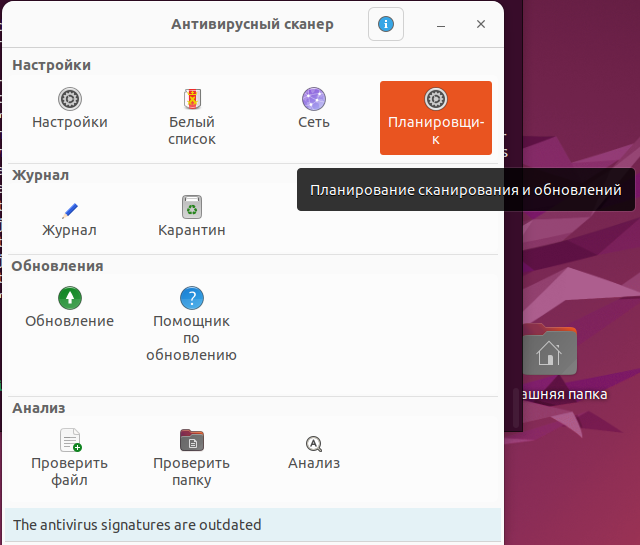 Антивирусный сканер
Настройки
Настройки
Белый
список
Сеть
Планировщи-
к
Планирование сканирования и обновлений
Журнал
Журнал
Карантин
Обновления
Обновление
Помощник
по
обновлению
Анализ
Проверить
файл
Проверить
папку
Анализ
ашняя папка
The antivirus signatures are outdated